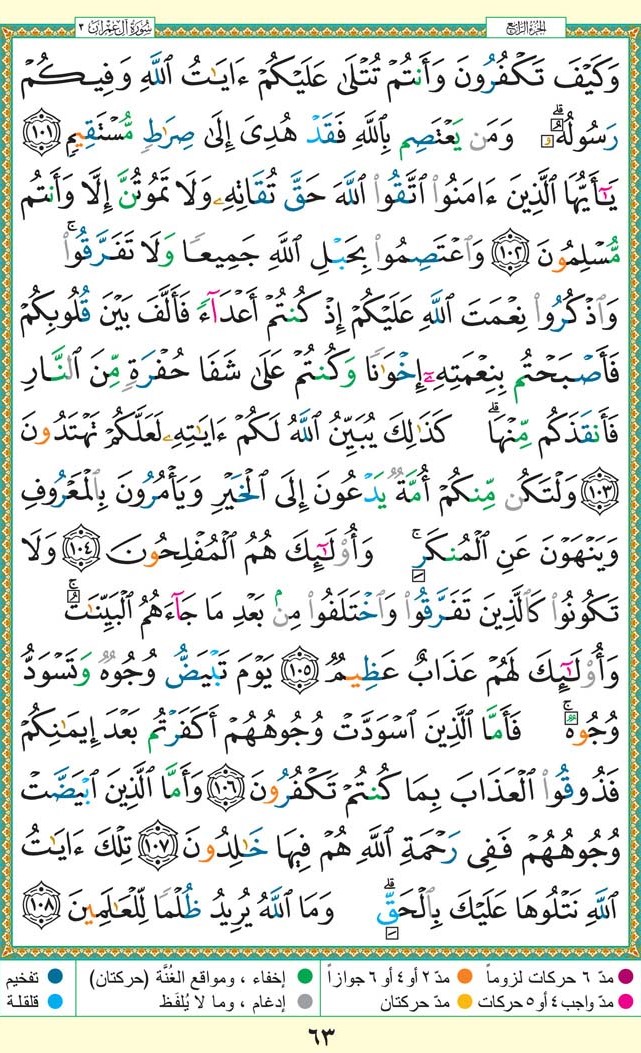 سُورَةُ آلِ عِمْرَان ٣
الجُزءُ الرَّابِعُ
وَكَيْفَ تَكْفُرُونَ وَأَنتُمْ تُتْلَىٰ عَلَيْكُمْ ءَايَٰتُ ٱللَّهِ وَفِيكُمْ
رَسُولُهُۥۗ وَمَن يَعْتَصِم بِٱللَّهِ فَقَدْ هُدِىَ إِلَىٰ صِرَٰطٍ مُّسْتَقِيمٍ ١٠١
يَٰٓأَيُّهَا ٱلَّذِينَ ءَامَنُوا۟ ٱتَّقُوا۟ ٱللَّهَ حَقَّ تُقَاتِهِۦ وَلَا تَمُوتُنَّ إِلَّا وَأَنتُم
مُّسْلِمُونَ ١٠٢ وَٱعْتَصِمُوا۟ بِحَبْلِ ٱللَّهِ جَمِيعًا وَلَا تَفَرَّقُوا۟ۚ
وَٱذْكُرُوا۟ نِعْمَتَ ٱللَّهِ عَلَيْكُمْ إِذْ كُنتُمْ أَعْدَآءً فَأَلَّفَ بَيْنَ قُلُوبِكُمْ
فَأَصْبَحْتُم بِنِعْمَتِهِۦٓ إِخْوَٰنًا وَكُنتُمْ عَلَىٰ شَفَا حُفْرَةٍ مِّنَ ٱلنَّارِ
فَأَنقَذَكُم مِّنْهَاۗ كَذَٰلِكَ يُبَيِّنُ ٱللَّهُ لَكُمْ ءَايَٰتِهِۦ لَعَلَّكُمْ تَهْتَدُونَ
١٠٣ وَلْتَكُن مِّنكُمْ أُمَّةٌ يَدْعُونَ إِلَى ٱلْخَيْرِ وَيَأْمُرُونَ بِٱلْمَعْرُوفِ
وَيَنْهَوْنَ عَنِ ٱلْمُنكَرِۚ وَأُو۟لَٰٓئِكَ هُمُ ٱلْمُفْلِحُونَ ١٠٤ وَلَا
تَكُونُوا۟ كَٱلَّذِينَ تَفَرَّقُوا۟ وَٱخْتَلَفُوا۟ مِنۢ بَعْدِ مَا جَآءَهُمُ ٱلْبَيِّنَٰتُۚ
وَأُو۟لَٰٓئِكَ لَهُمْ عَذَابٌ عَظِيمٌ ١٠٥ يَوْمَ تَبْيَضُّ وُجُوهٌ وَتَسْوَدُّ
وُجُوهٌۚ فَأَمَّا ٱلَّذِينَ ٱسْوَدَّتْ وُجُوهُهُمْ أَكَفَرْتُم بَعْدَ إِيمَٰنِكُمْ
فَذُوقُوا۟ ٱلْعَذَابَ بِمَا كُنتُمْ تَكْفُرُونَ ١٠٦ وَأَمَّا ٱلَّذِينَ ٱبْيَضَّتْ
وُجُوهُهُمْ فَفِى رَحْمَةِ ٱللَّهِ هُمْ فِيهَا خَٰلِدُونَ ١٠٧ تِلْكَ ءَايَٰتُ
ٱللَّهِ نَتْلُوهَا عَلَيْكَ بِٱلْحَقِّۗ وَمَا ٱللَّهُ يُرِيدُ ظُلْمًا لِّلْعَٰلَمِينَ ١٠٨
مدّ ٦ حركات لزوماً مدّ ٢ أو ٤ أو ٦ جوازاً إخفاء ، ومواقع الغُنَّة (حركتان) تفخيم
مدّ واجب ٤ أو ٥ حركات مدّ حركتان إدغام ، وما لا يُلفَظ قلقلة
٦٣